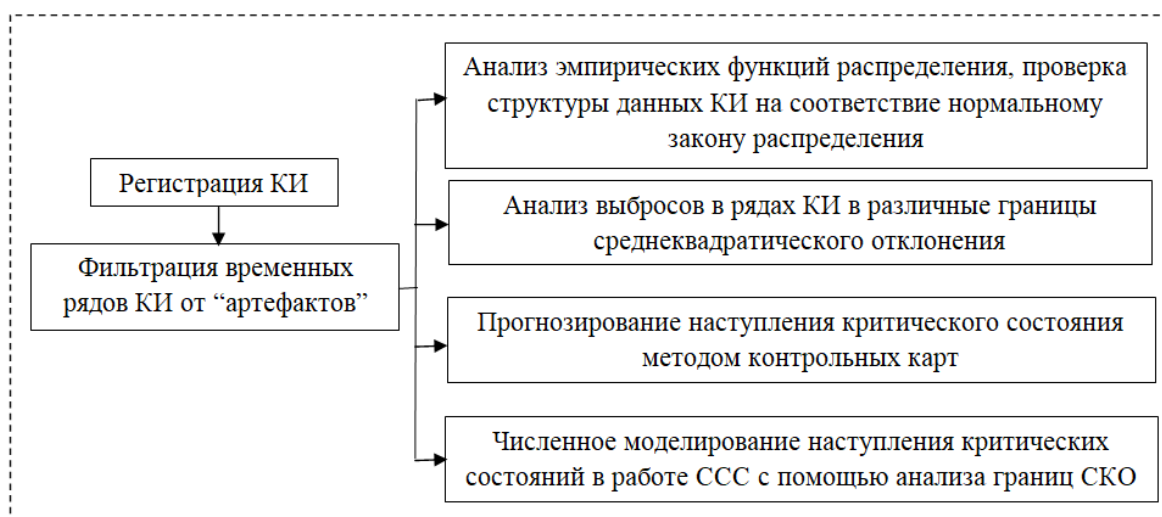 Анализ эмпирических функций распределения, проверка
структуры данных КИ на соответствие нормальному
закону распределения
Регистрация КИ
Анализ выбросов в рядах КИ в различные границы
среднеквадратического отклонения
Фильтрация временных
рядов КИ от “артефактов”
Прогнозирование наступления критического состояния
методом контрольных карт
Численное моделирование наступления критических
состояний в работе ССС с помощью анализа границ СКО